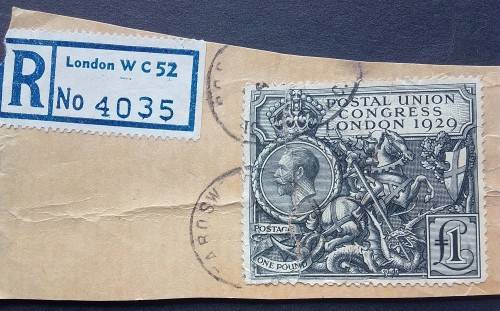 R
London W C 52
No 4035
POSTAL UNION
CONGRESS
LONDON 1929
POSTAGE
ONE POUND
£1